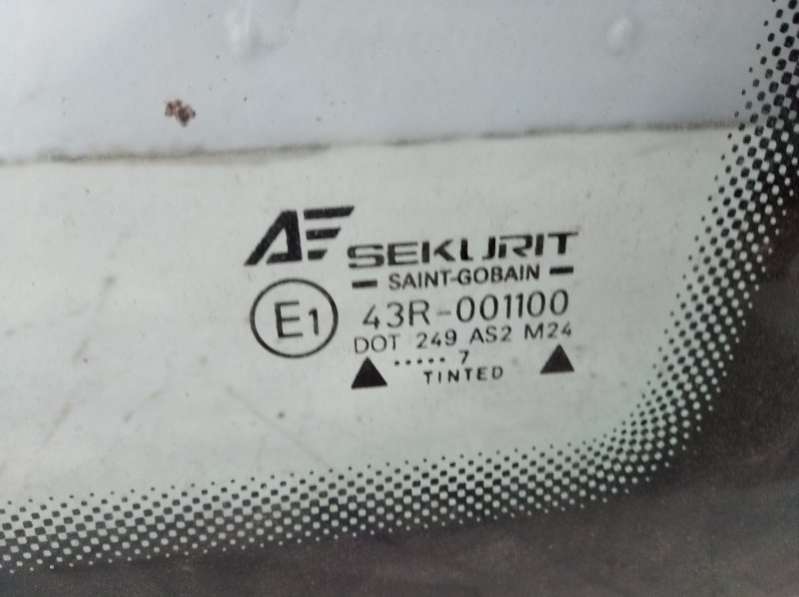 AF SEKURIT
SAINT-GOBAIN
E1 43R-001100
DOT 249 AS2 M24
..... 7
TINTED